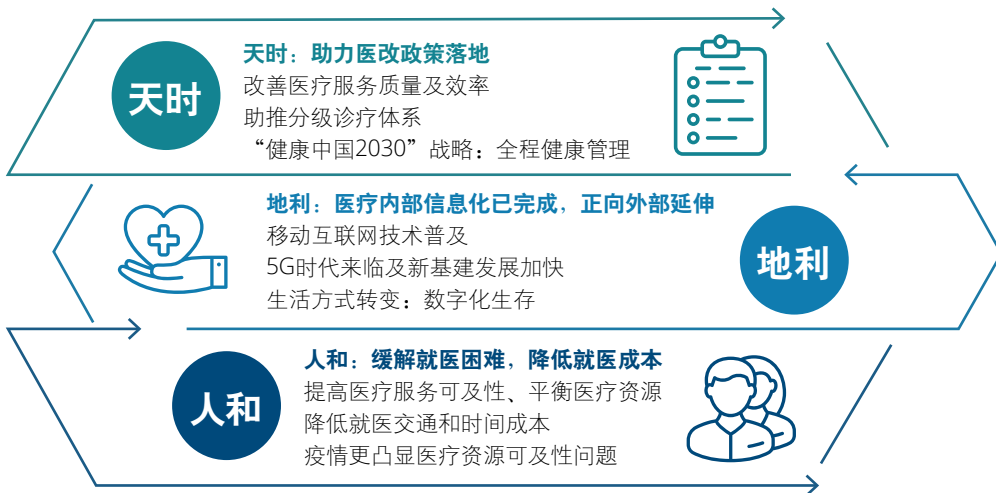 天时
天时：助力医改政策落地
改善医疗服务质量及效率
助推分级诊疗体系
“健康中国2030”战略：全程健康管理
地利：医疗内部信息化已完成，正向外部延伸
移动互联网技术普及
5G时代来临及新基建发展加快
生活方式转变：数字化生存
地利
人和
人和：缓解就医困难，降低就医成本
提高医疗服务可及性、平衡医疗资源
降低就医交通和时间成本
疫情更凸显医疗资源可及性问题